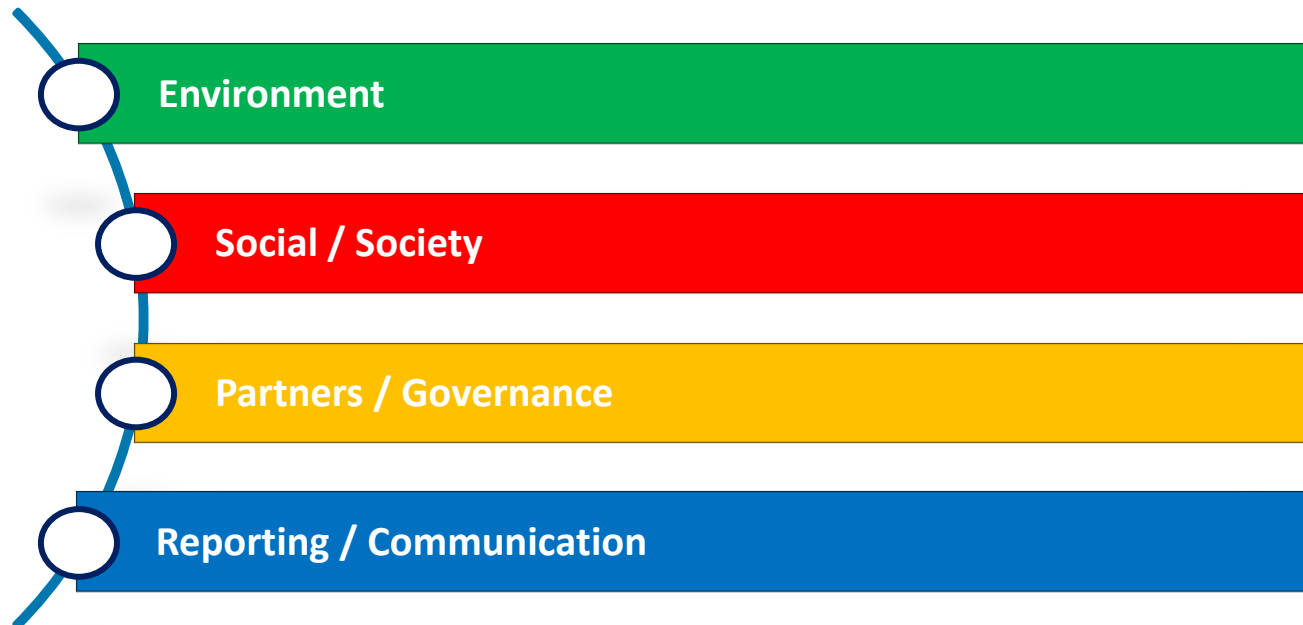 Environment
Social / Society
Partners / Governance
Reporting / Communication